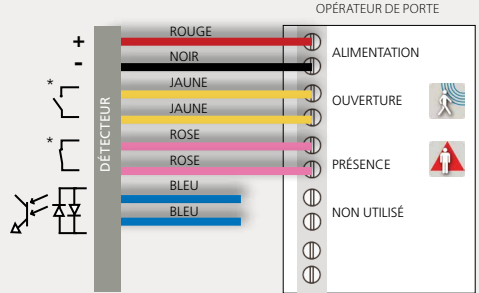 OPÉRATEUR DE PORTE
+
ROUGE
-
NOIR
ALIMENTATION
*
JAUNE
JAUNE
OUVERTURE
*
ROSE
ROSE
PRÉSENCE
BLEU
BLEU
NON UTILISÉ
DÉTECTEUR